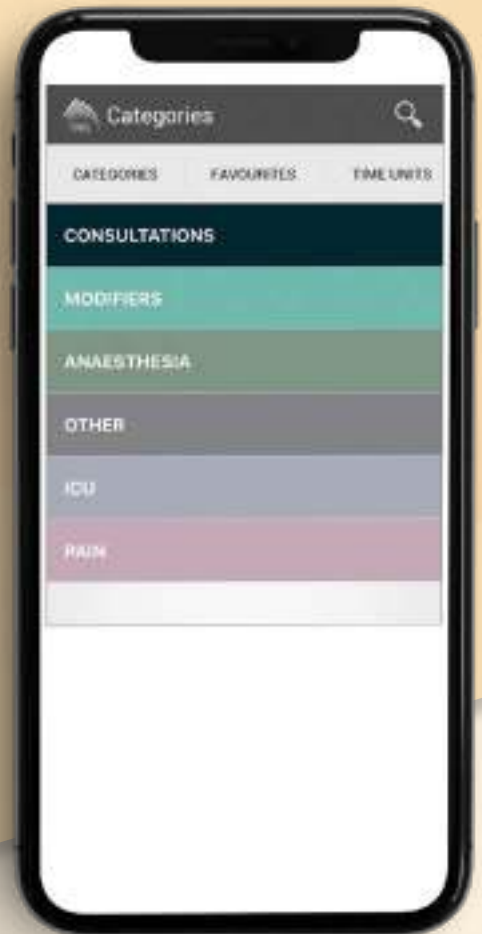 Categories
CATEGORIES FAVOURITES TIME UNITS
CONSULTATIONS
MODIFIERS
ANAESTHESIA
OTHER
ICU
PAIN